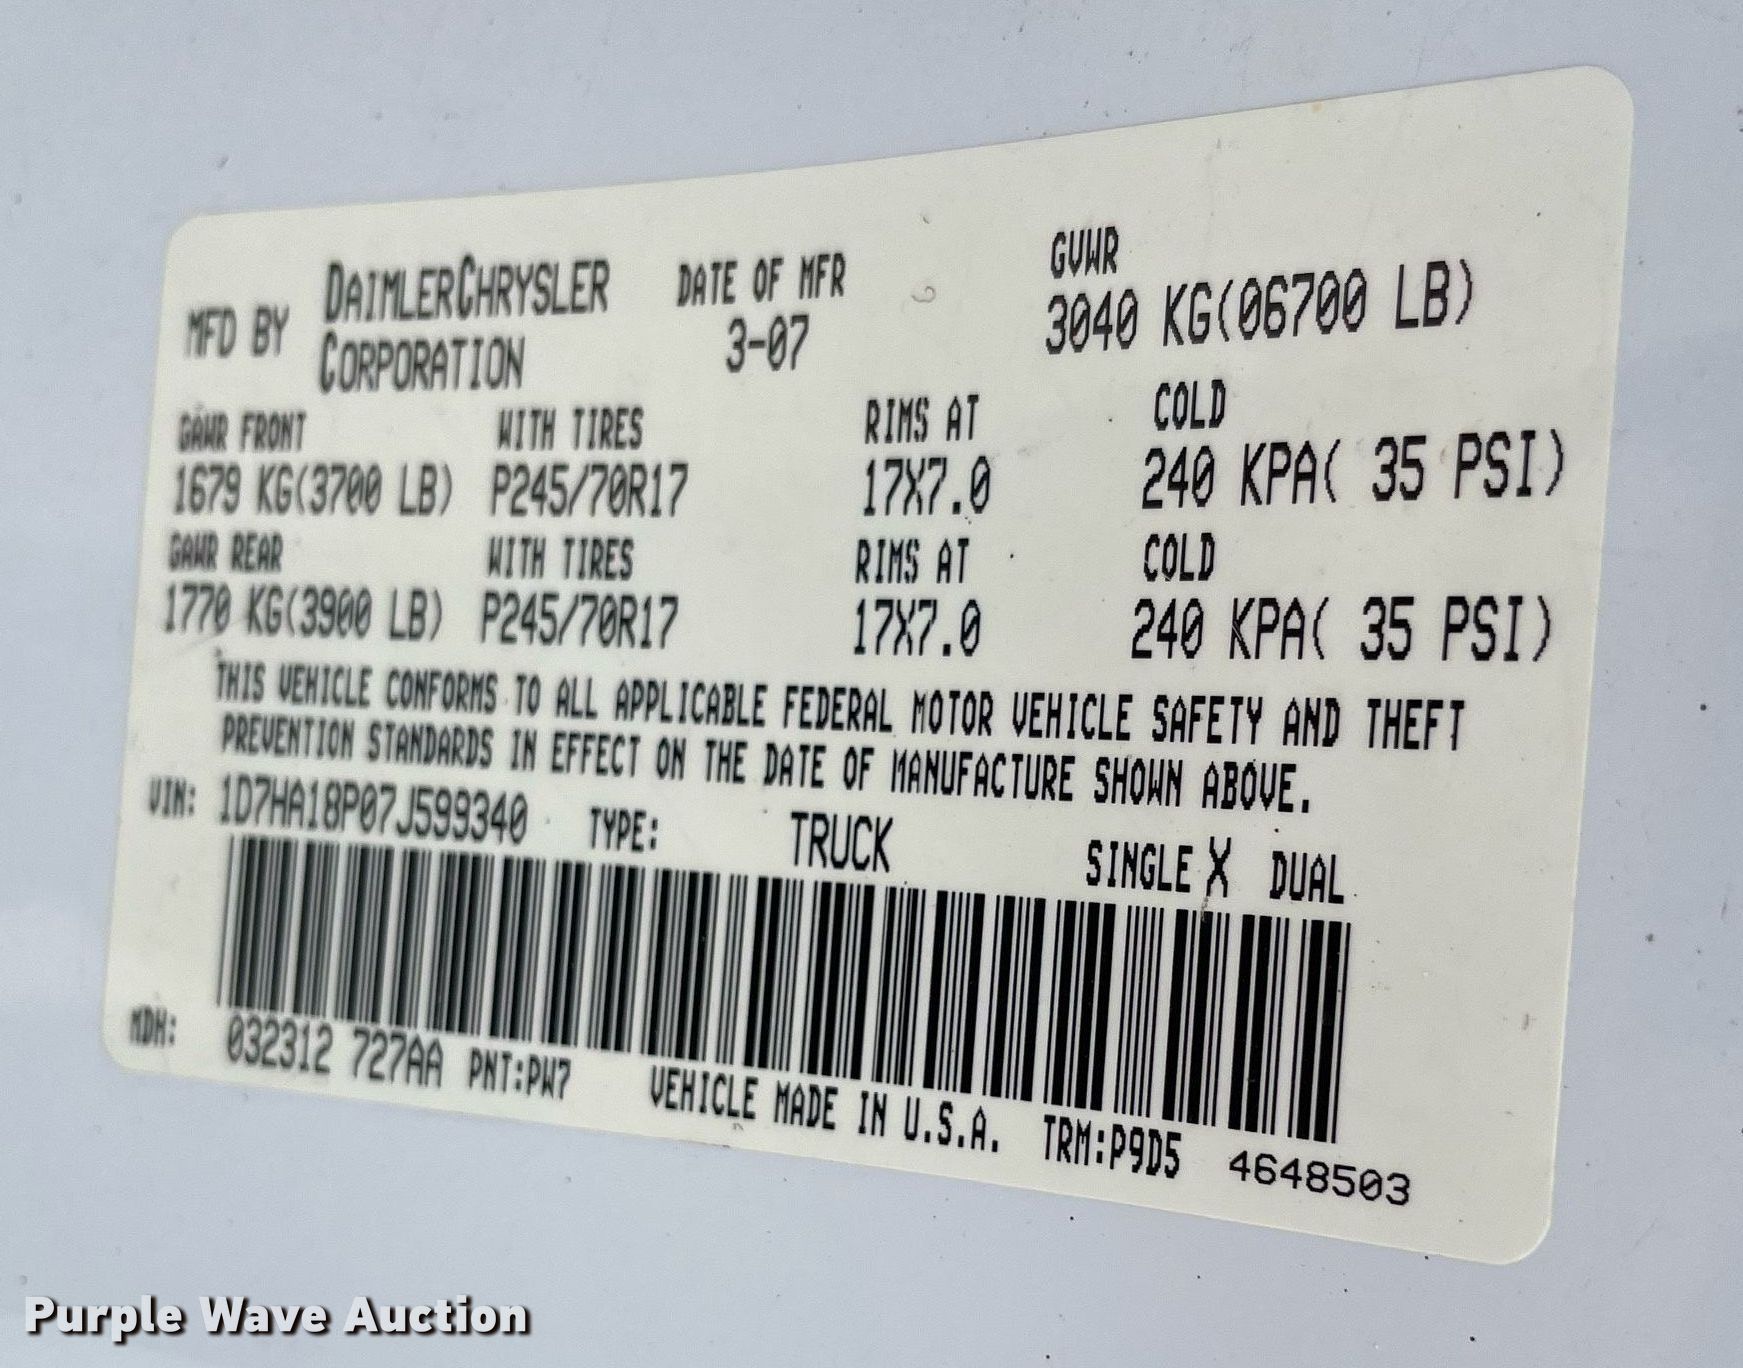 MFD BY DAIMLERCHRYSLER CORPORATION DATE OF MFR 3-07 GVWR 3040 KG(06700 LB)
GAWR FRONT WITH TIRES RIMS AT COLD
1679 KG(3700 LB) P245/70R17 17X7.0 240 KPA( 35 PSI)
GAWR REAR WITH TIRES RIMS AT COLD
1770 KG(3900 LB) P245/70R17 17X7.0 240 KPA( 35 PSI)
THIS VEHICLE CONFORMS TO ALL APPLICABLE FEDERAL MOTOR VEHICLE SAFETY AND THEFT
PREVENTION STANDARDS IN EFFECT ON THE DATE OF MANUFACTURE SHOWN ABOVE.
VIN: 1D7HA18P07J599340 TYPE: TRUCK SINGLE X DUAL
MDH: 032312 727AA PNT:PW7 VEHICLE MADE IN U.S.A. TRM:P9D5 4648503
Purple Wave Auction